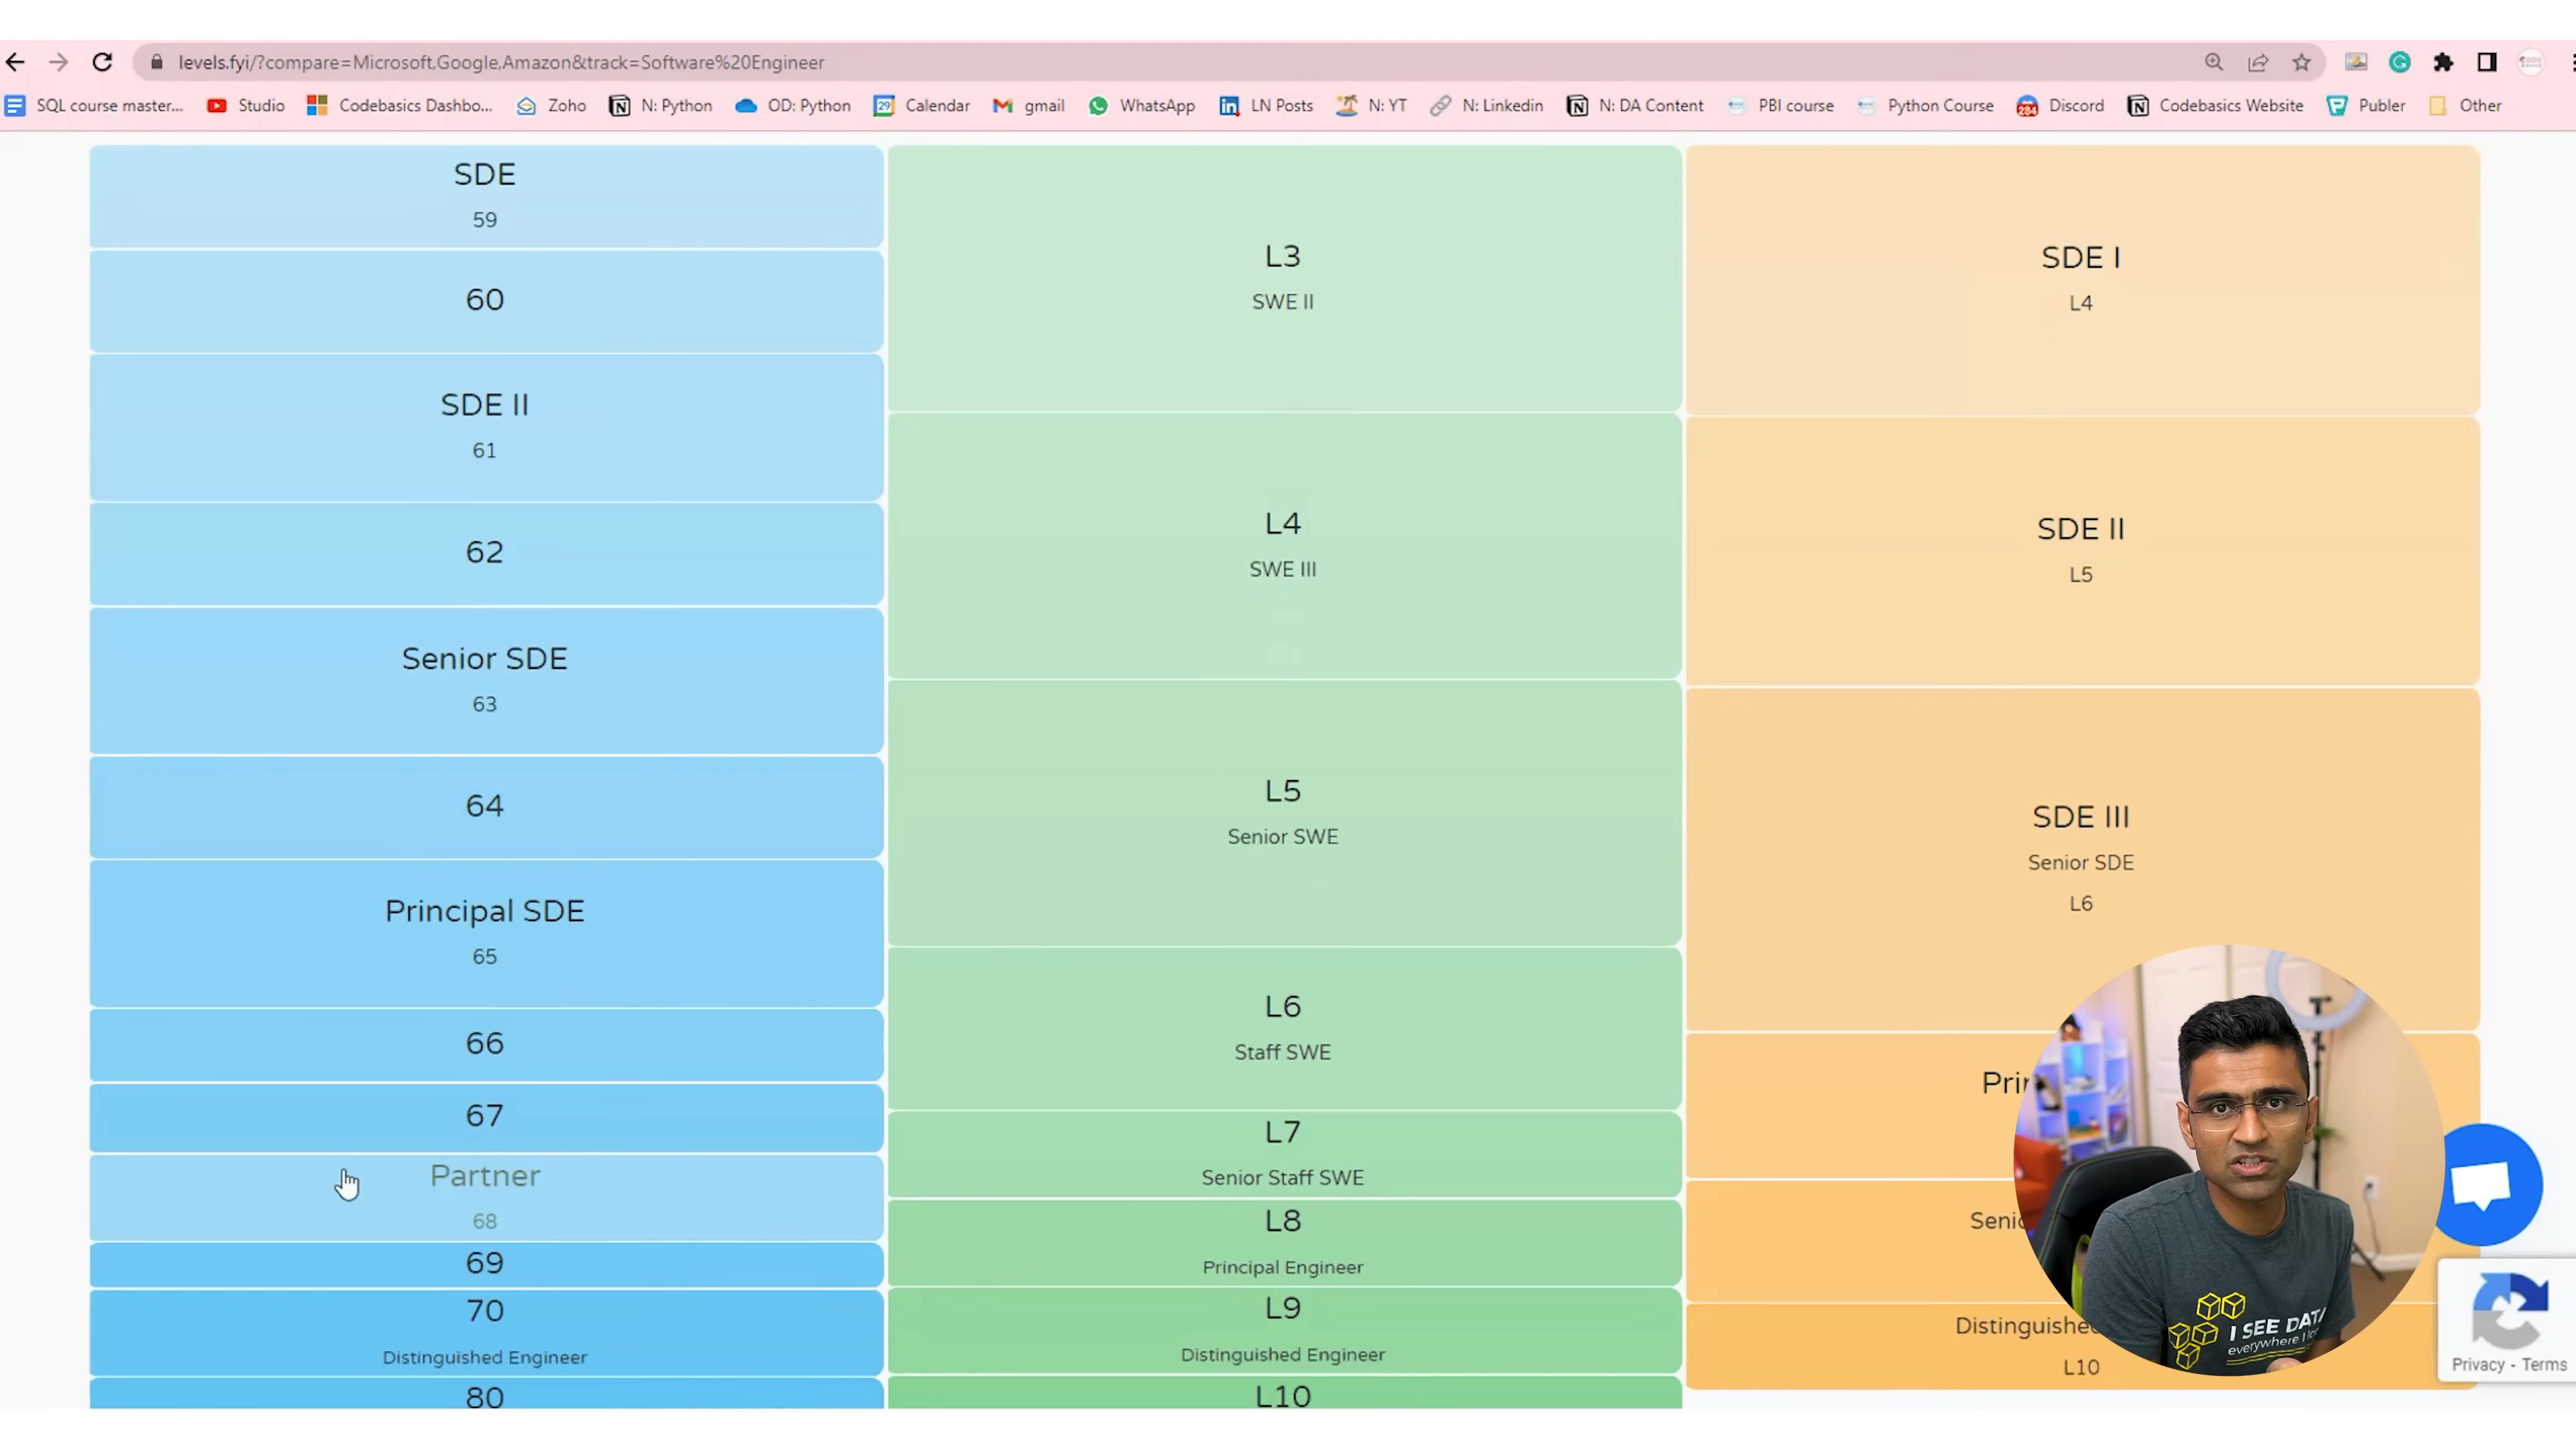 levels.fyi/?compare=Microsoft,Google,Amazon&track=Software%20Engineer
SQL course master... Studio Codebasics Dashbo... Zoho N: Python OD: Python Calendar gmail WhatsApp LN Posts N: YT N: Linkedin N: DA Content PBI course Python Course Discord Codebasics Website Publer Other
SDE
59
60
SDE II
61
62
Senior SDE
63
64
Principal SDE
65
66
67
Partner
68
69
70
Distinguished Engineer
80
L3
SWE II
L4
SWE III
L5
Senior SWE
L6
Staff SWE
L7
Senior Staff SWE
L8
Principal Engineer
L9
Distinguished Engineer
L10
SDE I
L4
SDE II
L5
SDE III
Senior SDE
L6
Distinguished
L10
I SEE DATA
everywhere I
Privacy - Terms